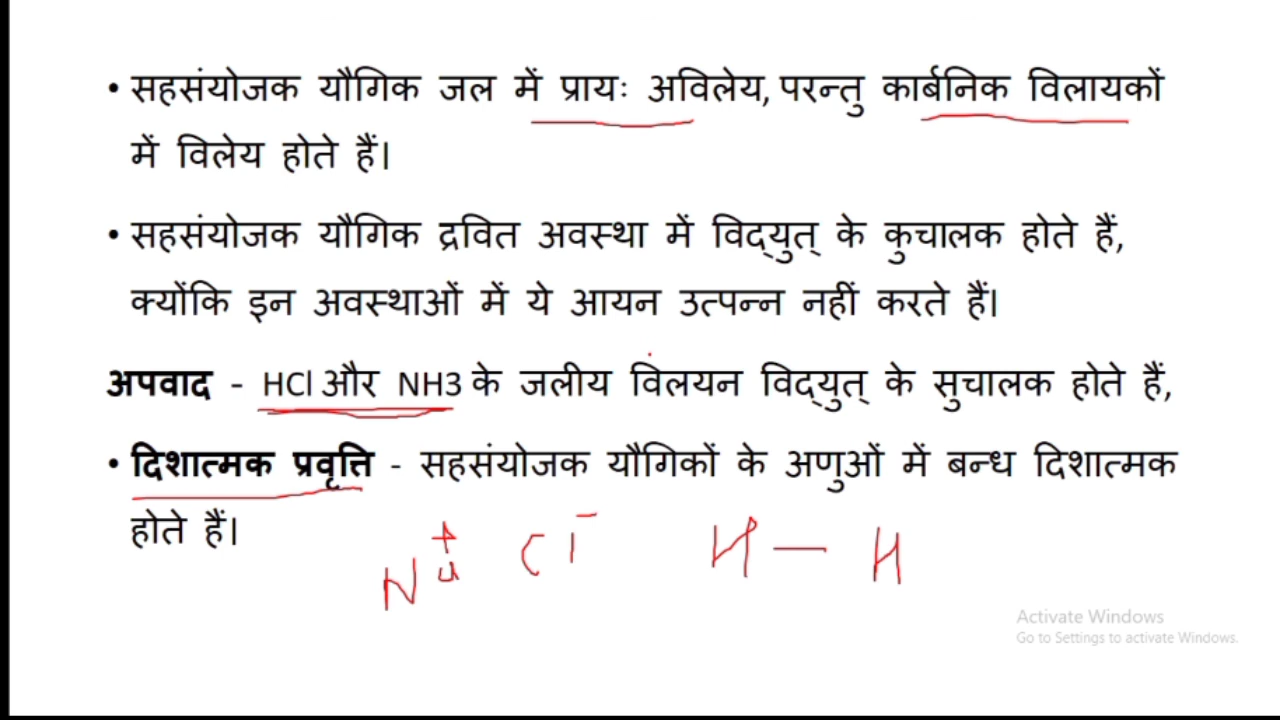 • सहसंयोजक यौगिक जल में प्रायः अविलेय, परन्तु कार्बनिक विलायकों
में विलेय होते हैं।
• सहसंयोजक यौगिक द्रवित अवस्था में विद्युत् के कुचालक होते हैं,
क्योंकि इन अवस्थाओं में ये आयन उत्पन्न नहीं करते हैं।
अपवाद - HCl और NH3 के जलीय विलयन विद्युत् के सुचालक होते हैं,
• दिशात्मक प्रवृत्ति - सहसंयोजक यौगिकों के अणुओं में बन्ध दिशात्मक
होते हैं।
Na⁺ Cl⁻ H — H
Activate Windows
Go to Settings to activate Windows.